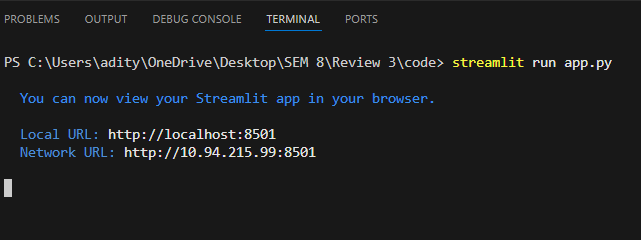 PROBLEMS OUTPUT DEBUG CONSOLE TERMINAL PORTS
PS C:\Users\adity\OneDrive\Desktop\SEM 8\Review 3\code> streamlit run app.py
You can now view your Streamlit app in your browser.
Local URL: http://localhost:8501
Network URL: http://10.94.215.99:8501